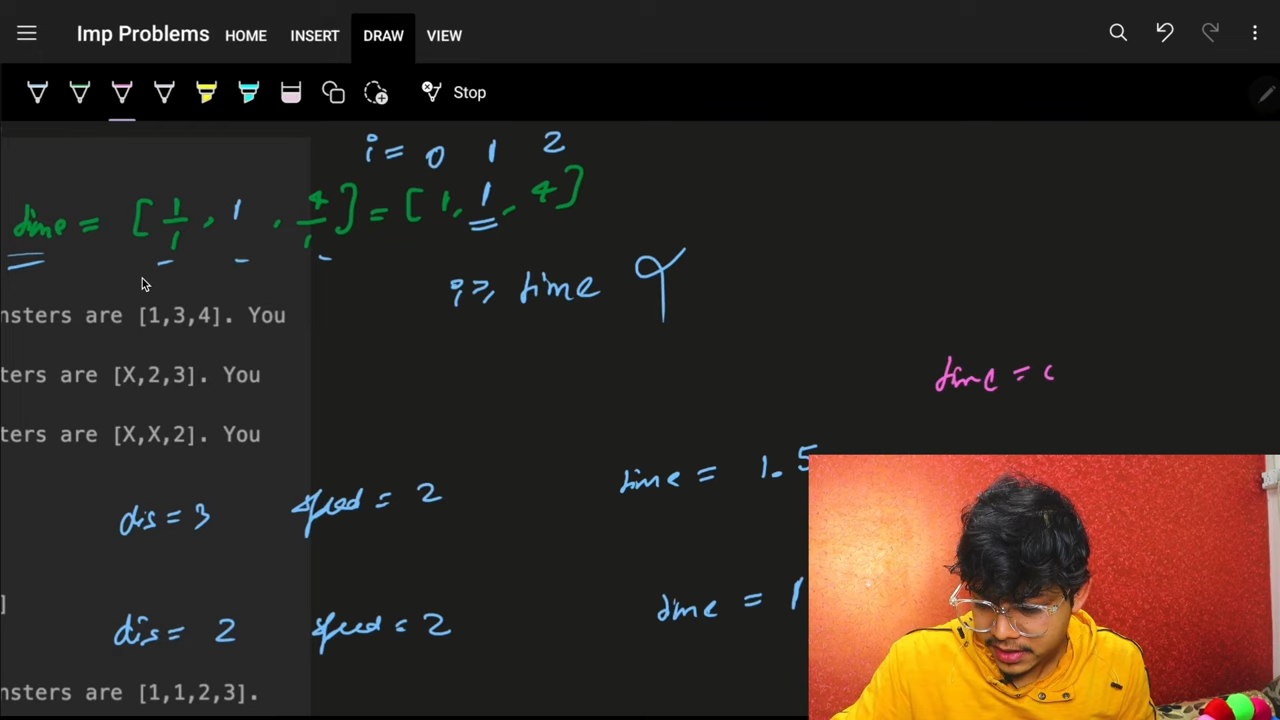 Imp Problems HOME INSERT DRAW VIEW
Stop
i = 0 1 2
time = [ 1/1 , 1 , 4/1 ] = [ 1, 1, 4 ]
i >= time
nsters are [1,3,4]. You
time =
ters are [X,2,3]. You
ters are [X,X,2]. You
time = 1.5
dis = 3 speed = 2
]
time = 1
dis = 2 speed = 2
nsters are [1,1,2,3].